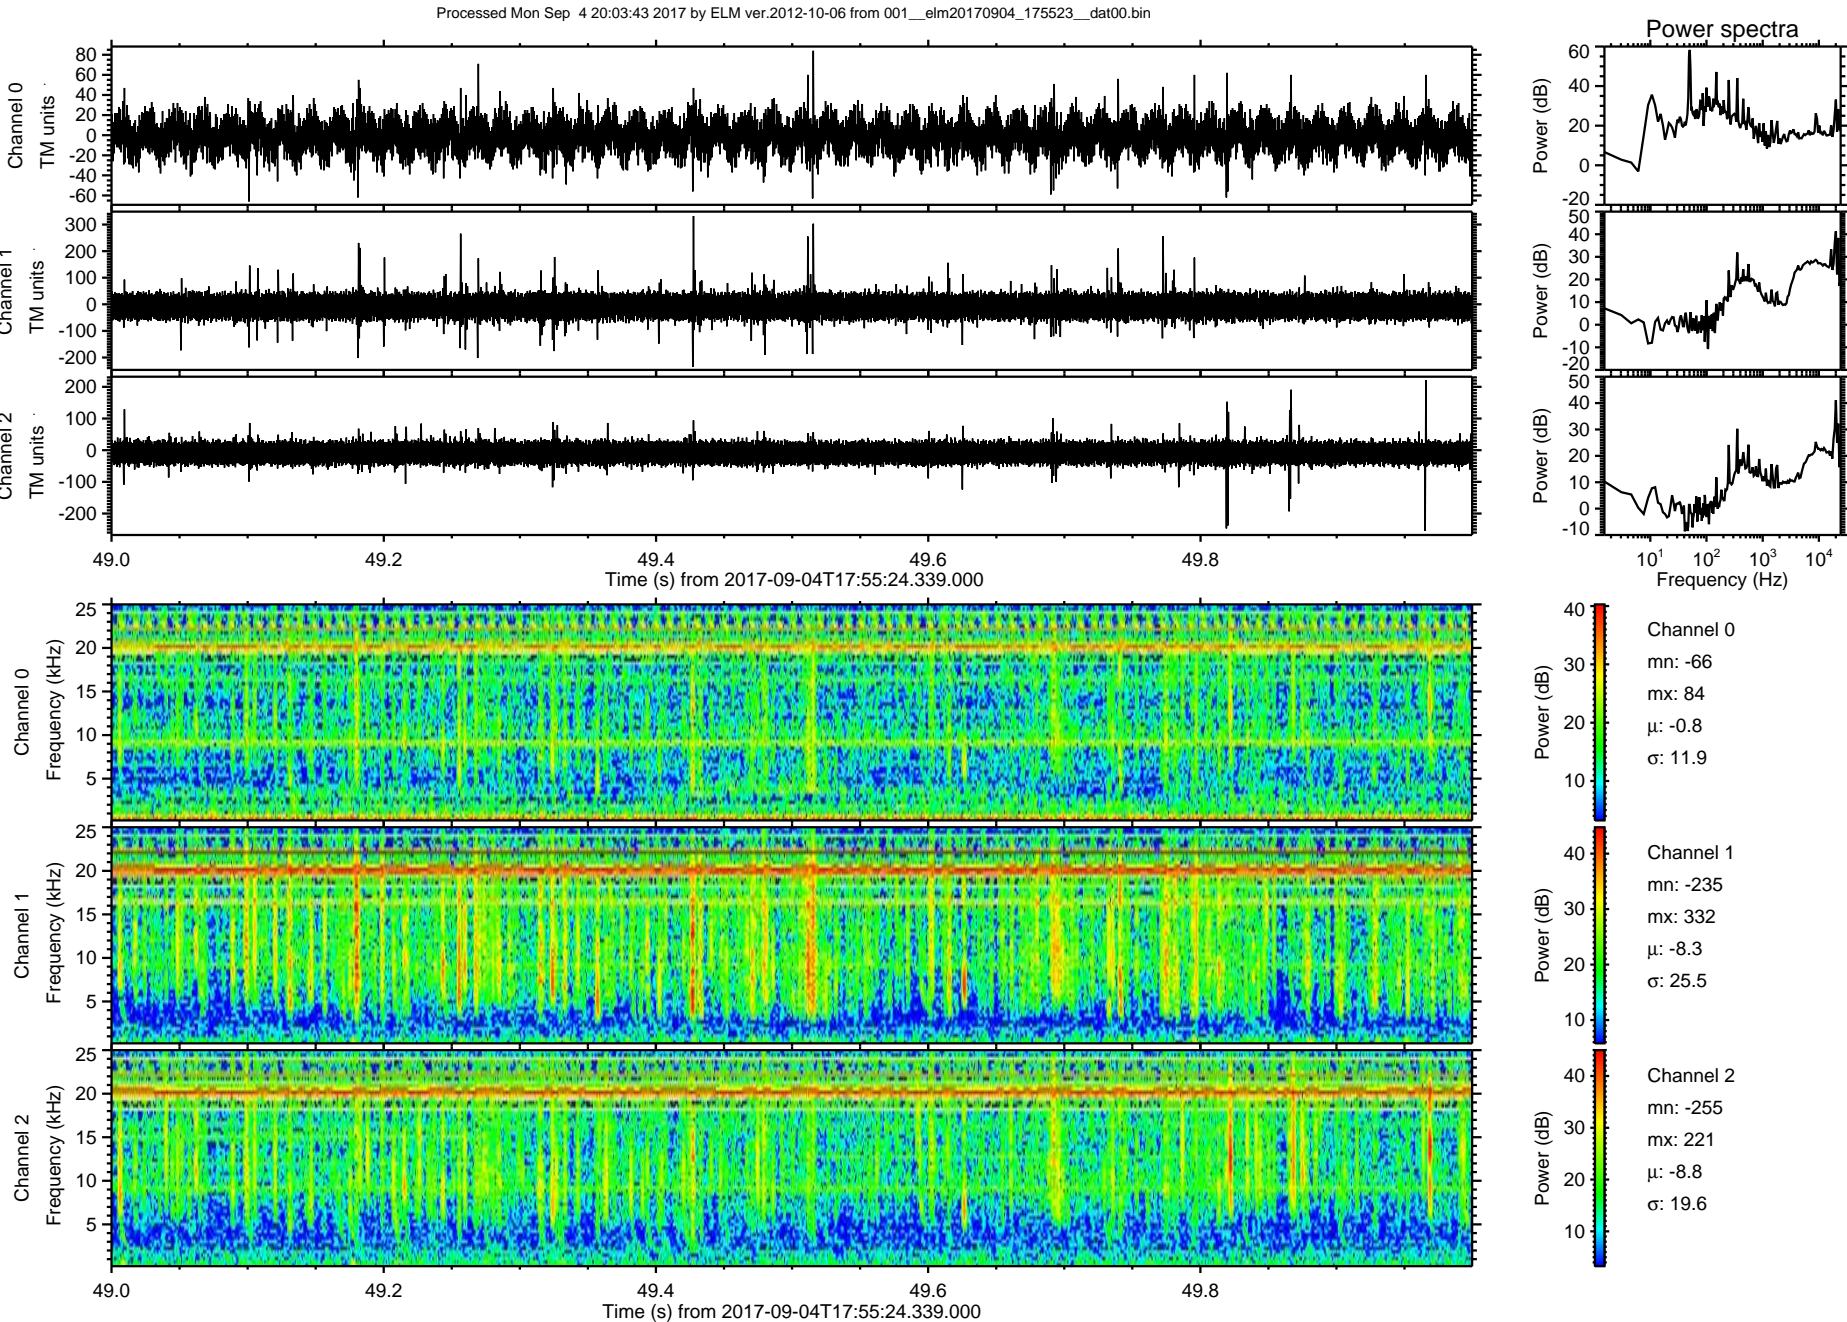 Processed Mon Sep  4 20:03:43 2017 by ELM ver.2012-10-06 from 001__elm20170904_175523__dat00.bin
Power spectra
Channel 0
TM units
80
60
40
20
0
-20
-40
-60
Power (dB)
60
40
20
0
-20
Channel 1
TM units
300
200
100
0
-100
-200
Power (dB)
50
40
30
20
10
0
-10
-20
Channel 2
TM units
200
100
0
-100
-200
Power (dB)
50
40
30
20
10
0
-10
49.0 49.2 49.4 49.6 49.8
Time (s) from 2017-09-04T17:55:24.339.000
10¹ 10² 10³ 10⁴
Frequency (Hz)
Channel 0
Frequency (kHz)
25
20
15
10
5
Power (dB)
40
30
20
10
Channel 0
mn: -66
mx: 84
μ: -0.8
σ: 11.9
Channel 1
Frequency (kHz)
25
20
15
10
5
Power (dB)
40
30
20
10
Channel 1
mn: -235
mx: 332
μ: -8.3
σ: 25.5
Channel 2
Frequency (kHz)
25
20
15
10
5
Power (dB)
40
30
20
10
Channel 2
mn: -255
mx: 221
μ: -8.8
σ: 19.6
49.0 49.2 49.4 49.6 49.8
Time (s) from 2017-09-04T17:55:24.339.000